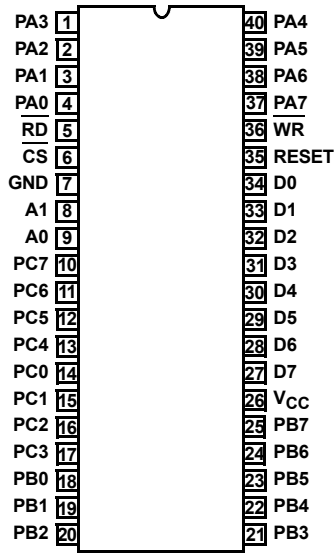 PA3 1 40 PA4
PA2 2 39 PA5
PA1 3 38 PA6
PA0 4 37 PA7
RD 5 36 WR
CS 6 35 RESET
GND 7 34 D0
A1 8 33 D1
A0 9 32 D2
PC7 10 31 D3
PC6 11 30 D4
PC5 12 29 D5
PC4 13 28 D6
PC0 14 27 D7
PC1 15 26 VCC
PC2 16 25 PB7
PC3 17 24 PB6
PB0 18 23 PB5
PB1 19 22 PB4
PB2 20 21 PB3